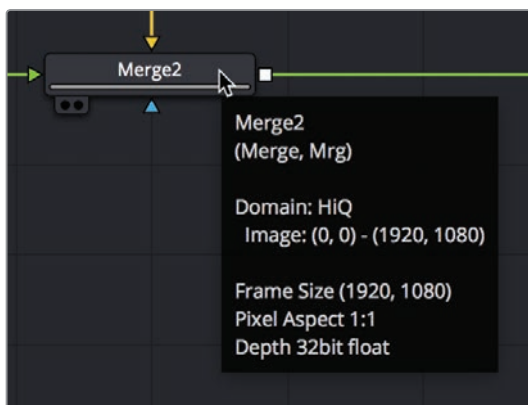 Merge2
Merge2
(Merge, Mrg)
Domain: HiQ
Image: (0, 0) - (1920, 1080)
Frame Size (1920, 1080)
Pixel Aspect 1:1
Depth 32bit float